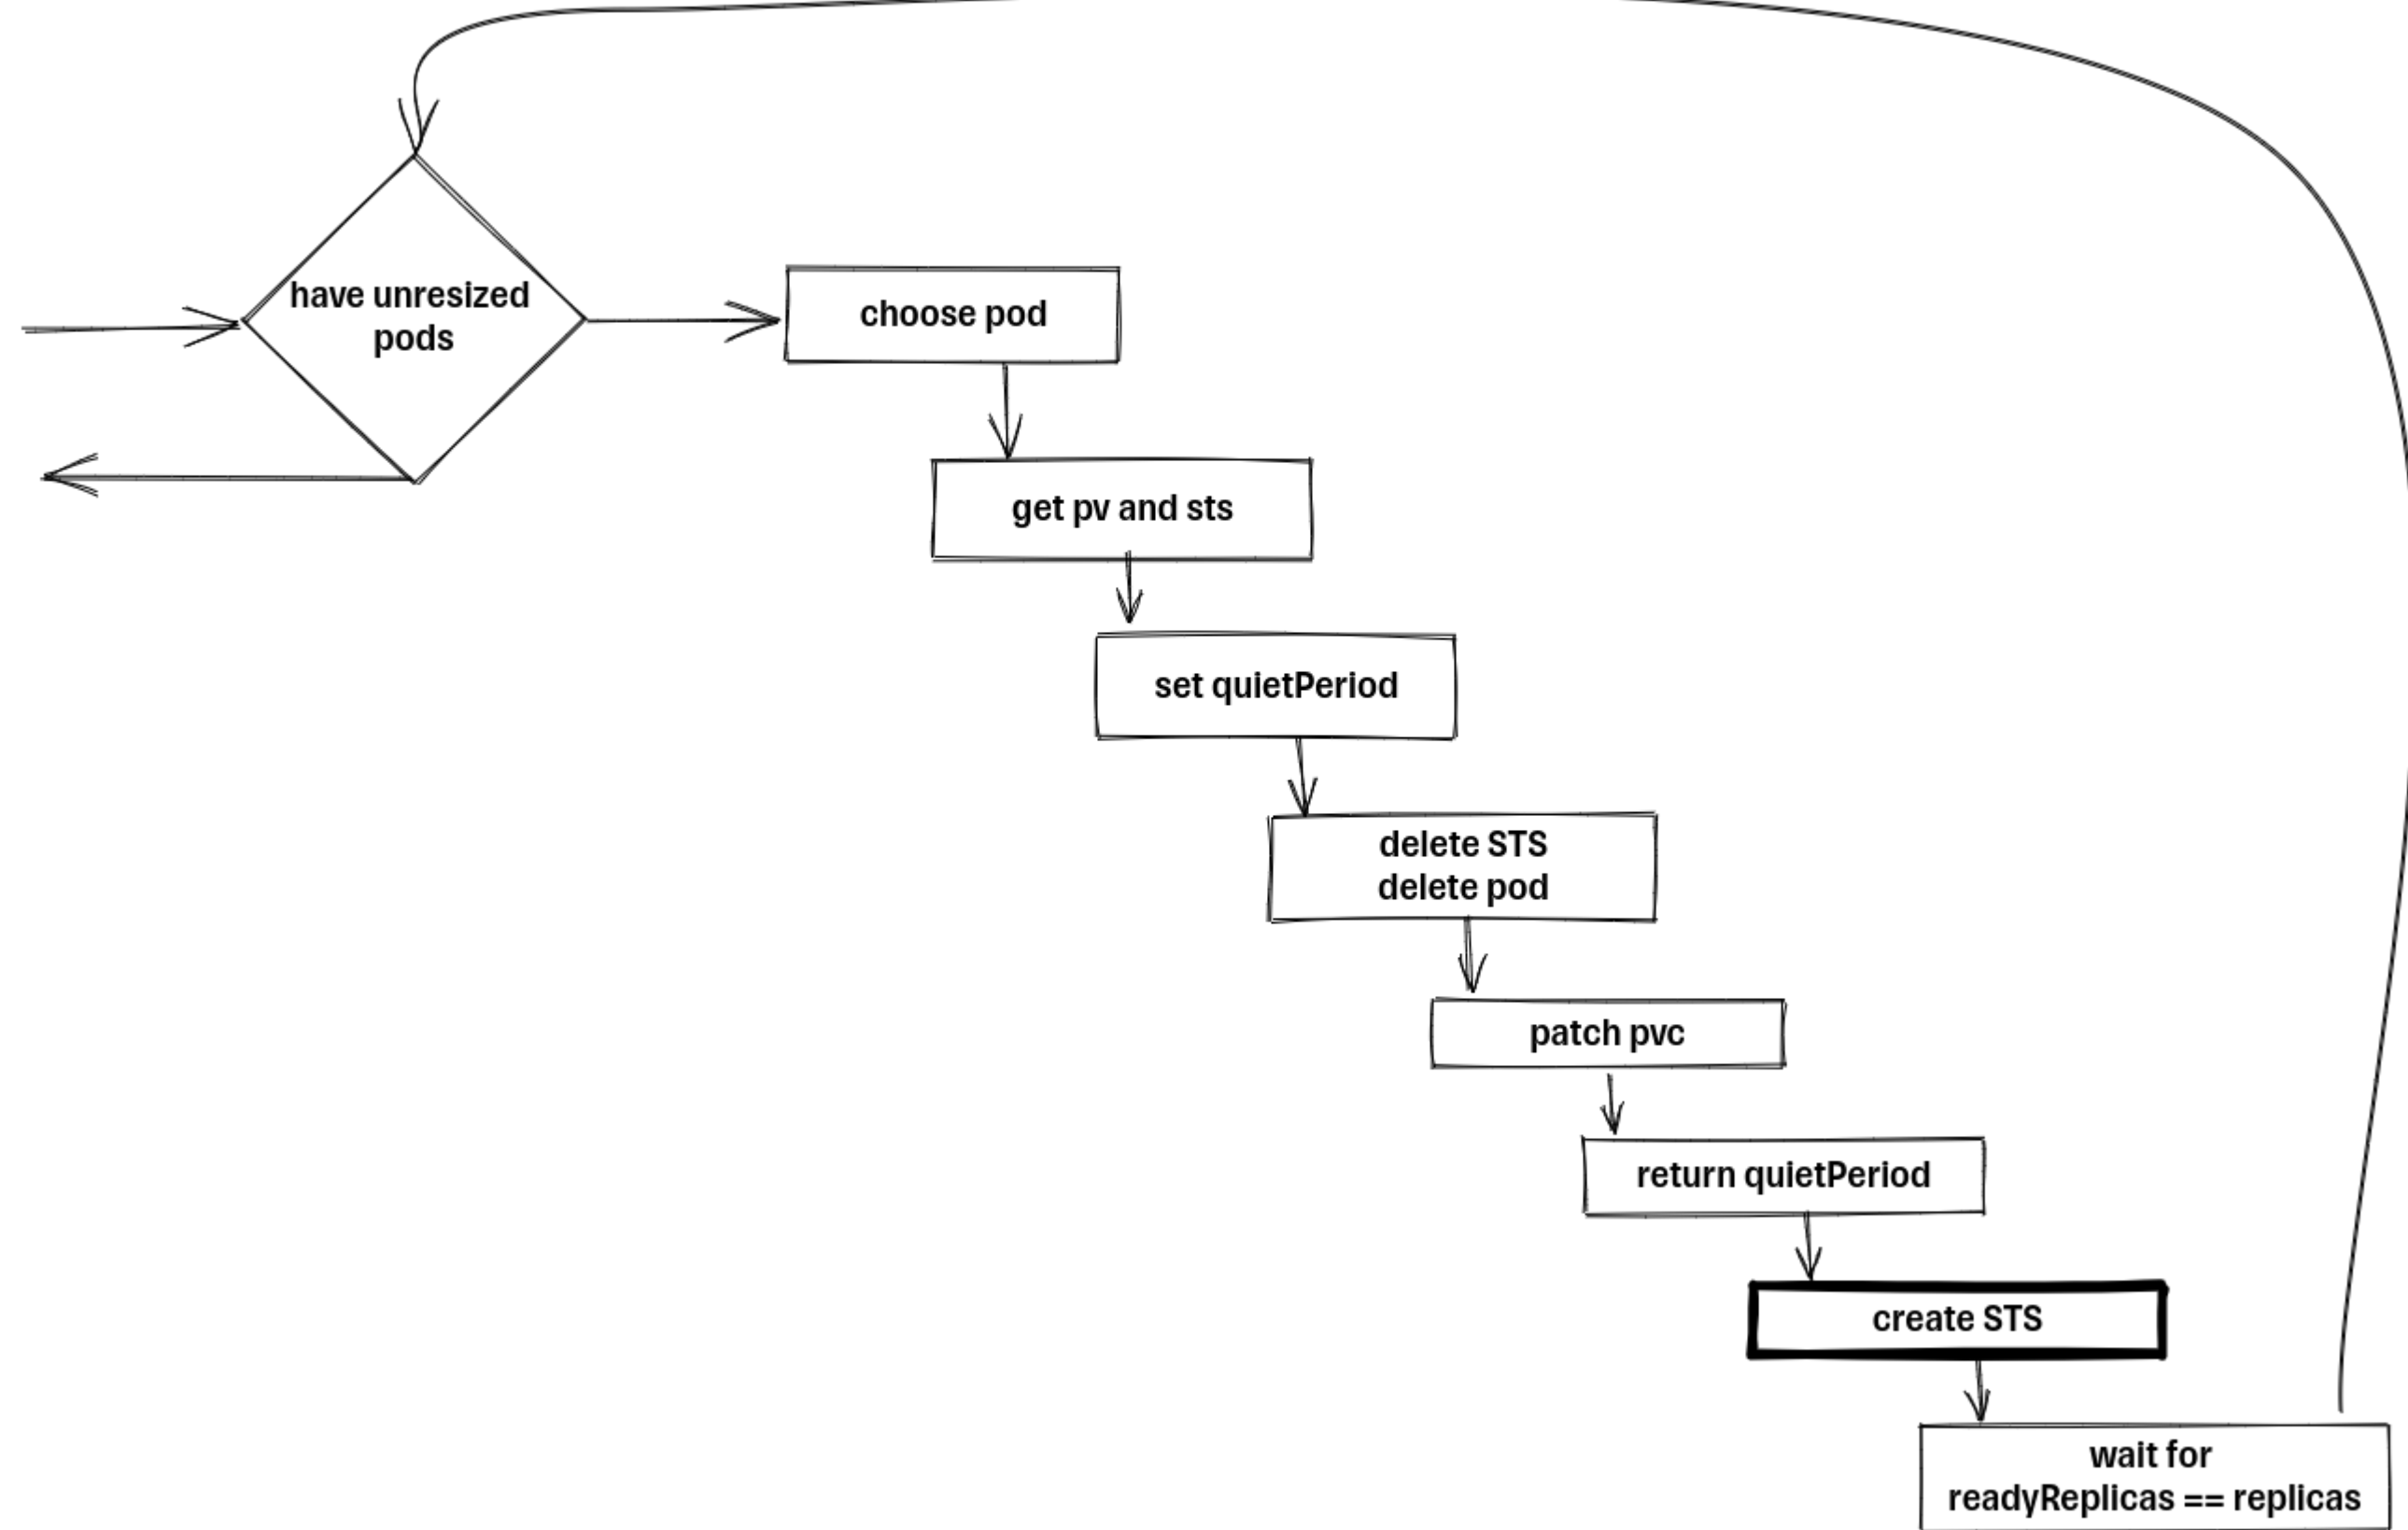 have unresized
pods
choose pod
get pv and sts
set quietPeriod
delete STS
delete pod
patch pvc
return quietPeriod
create STS
wait for
readyReplicas == replicas